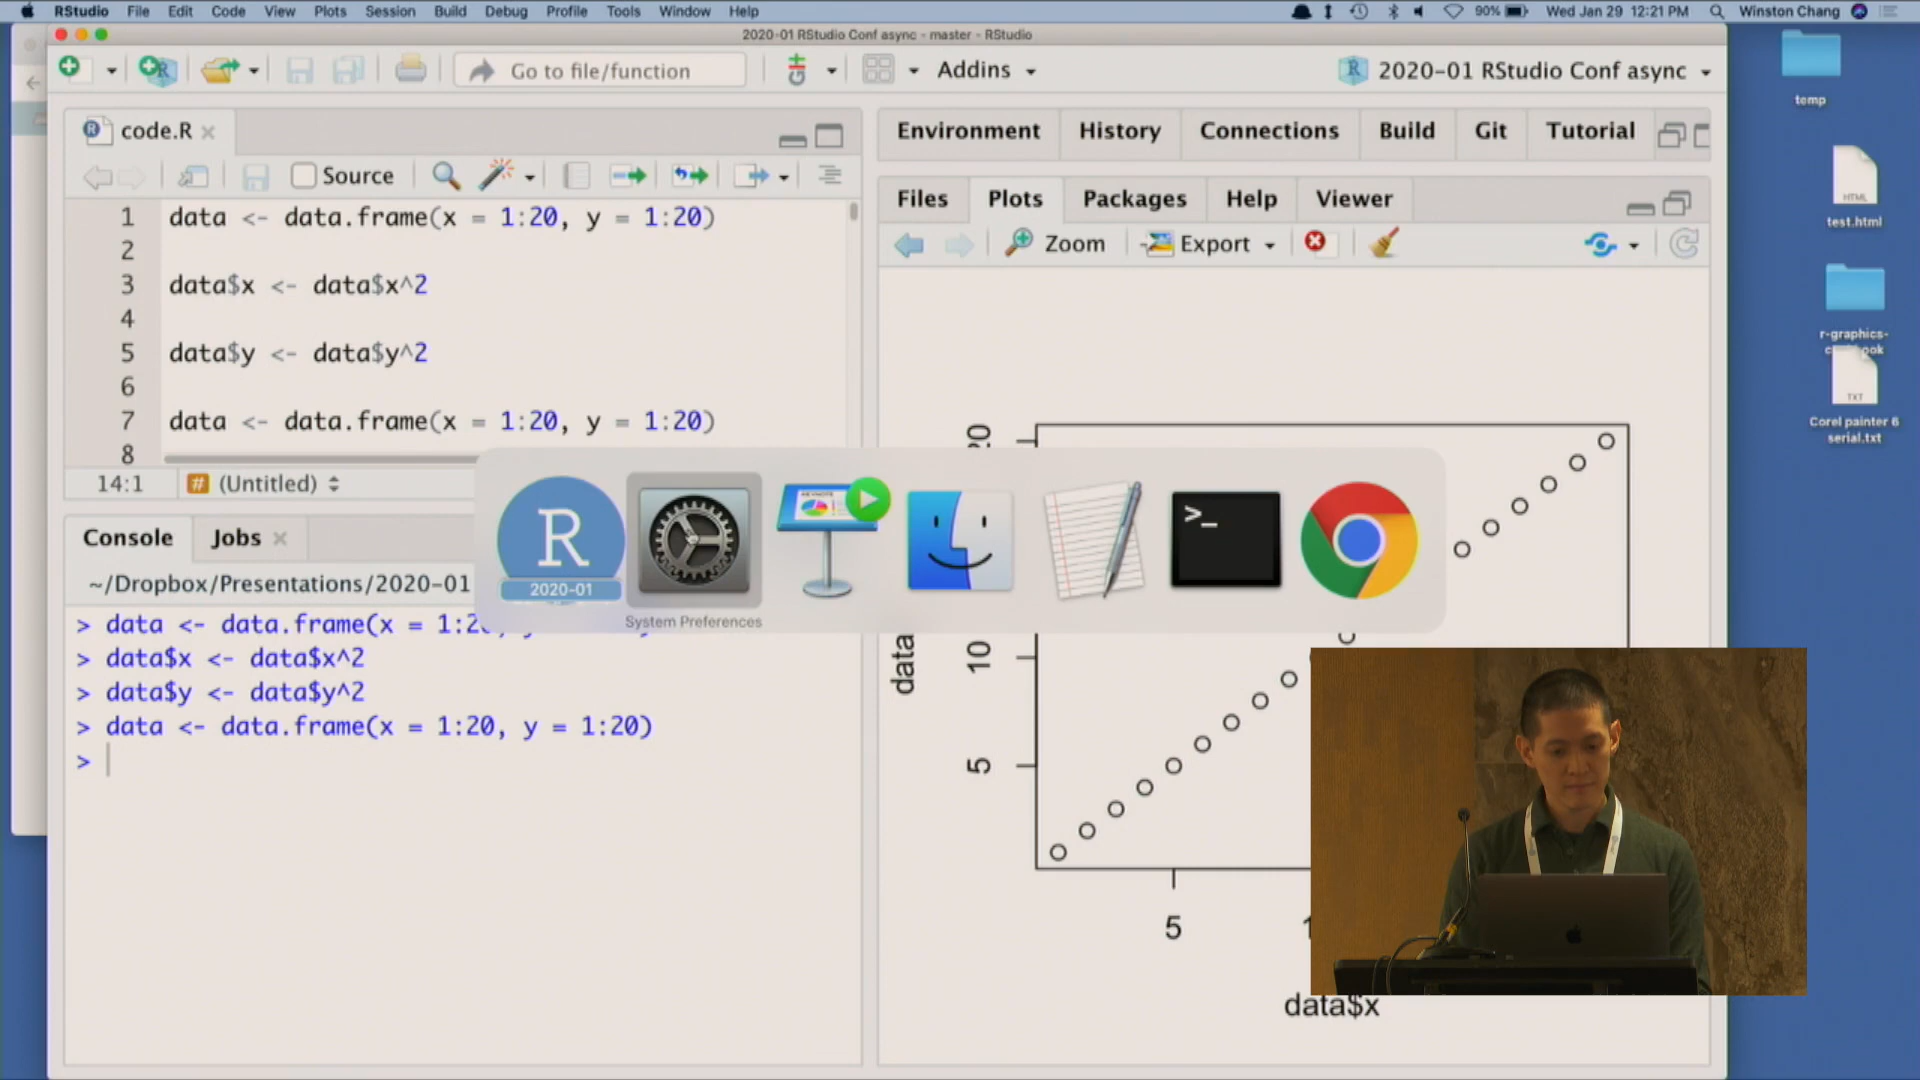 RStudio File Edit Code View Plots Session Build Debug Profile Tools Window Help 90% Wed Jan 29 12:21 PM Winston Chang
2020-01 RStudio Conf async - master - RStudio
Go to file/function Addins 2020-01 RStudio Conf async
temp
HTML
test.html
r-graphics-
TXT
Corel painter 6
serial.txt
code.R
Source
1 data <- data.frame(x = 1:20, y = 1:20)
2
3 data$x <- data$x^2
4
5 data$y <- data$y^2
6
7 data <- data.frame(x = 1:20, y = 1:20)
8
14:1 # (Untitled)
Console Jobs
~/Dropbox/Presentations/2020-01
> data <- data.frame(x = 1:20
> data$x <- data$x^2
> data$y <- data$y^2
> data <- data.frame(x = 1:20, y = 1:20)
>
Environment History Connections Build Git Tutorial
Files Plots Packages Help Viewer
Zoom Export
20
10
5
data
5
data$x
R
2020-01
KEYNOTE
>_
System Preferences